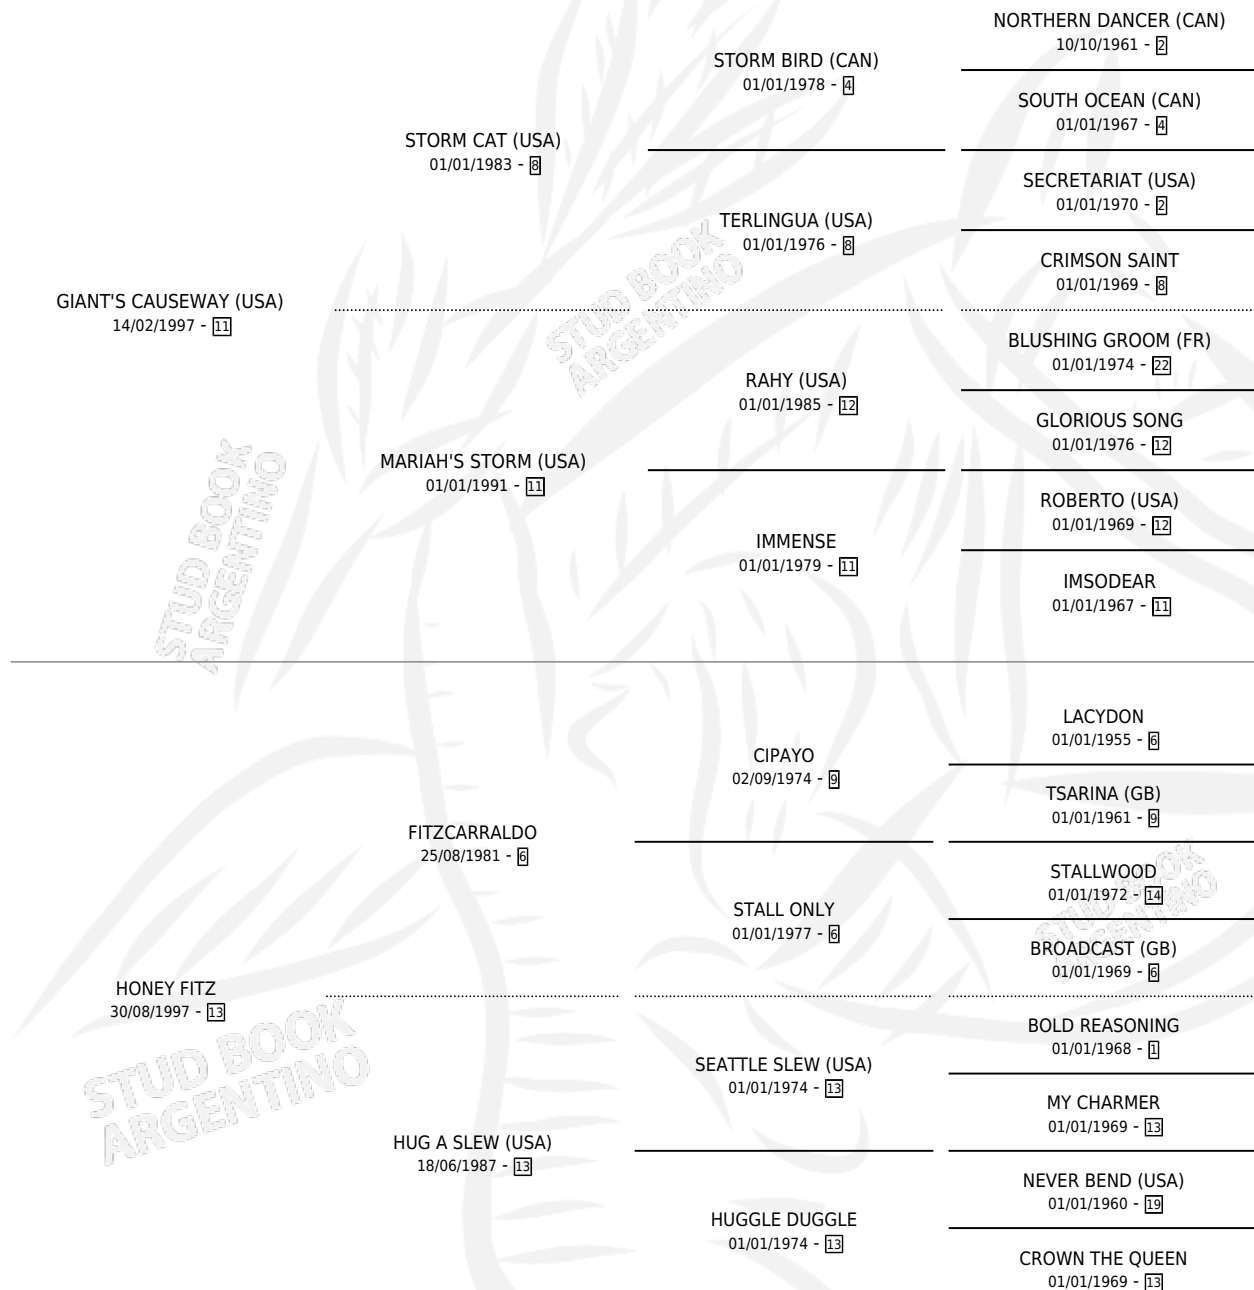 NORTHERN DANCER (CAN)
10/10/1961 - 2
STORM BIRD (CAN)
01/01/1978 - 4
SOUTH OCEAN (CAN)
01/01/1967 - 4
STORM CAT (USA)
01/01/1983 - 8
SECRETARIAT (USA)
01/01/1970 - 2
TERLINGUA (USA)
01/01/1976 - 8
CRIMSON SAINT
01/01/1969 - 8
GIANT'S CAUSEWAY (USA)
14/02/1997 - 11
BLUSHING GROOM (FR)
01/01/1974 - 22
RAHY (USA)
01/01/1985 - 12
GLORIOUS SONG
01/01/1976 - 12
MARIAH'S STORM (USA)
01/01/1991 - 11
ROBERTO (USA)
01/01/1969 - 12
IMMENSE
01/01/1979 - 11
IMSODEAR
01/01/1967 - 11
LACYDON
01/01/1955 - 6
CIPAYO
02/09/1974 - 9
TSARINA (GB)
01/01/1961 - 9
FITZCARRALDO
25/08/1981 - 6
STALLWOOD
01/01/1972 - 14
STALL ONLY
01/01/1977 - 6
BROADCAST (GB)
01/01/1969 - 6
HONEY FITZ
30/08/1997 - 13
BOLD REASONING
01/01/1968 - 1
SEATTLE SLEW (USA)
01/01/1974 - 13
MY CHARMER
01/01/1969 - 13
HUG A SLEW (USA)
18/06/1987 - 13
NEVER BEND (USA)
01/01/1960 - 19
HUGGLE DUGGLE
01/01/1974 - 13
CROWN THE QUEEN
01/01/1969 - 13
STUD BOOK
ARGENTINO
STUD BOOK
ARGENTINO
STUD BOOK
ARGENTINO
STUD BOOK
ARGENTINO